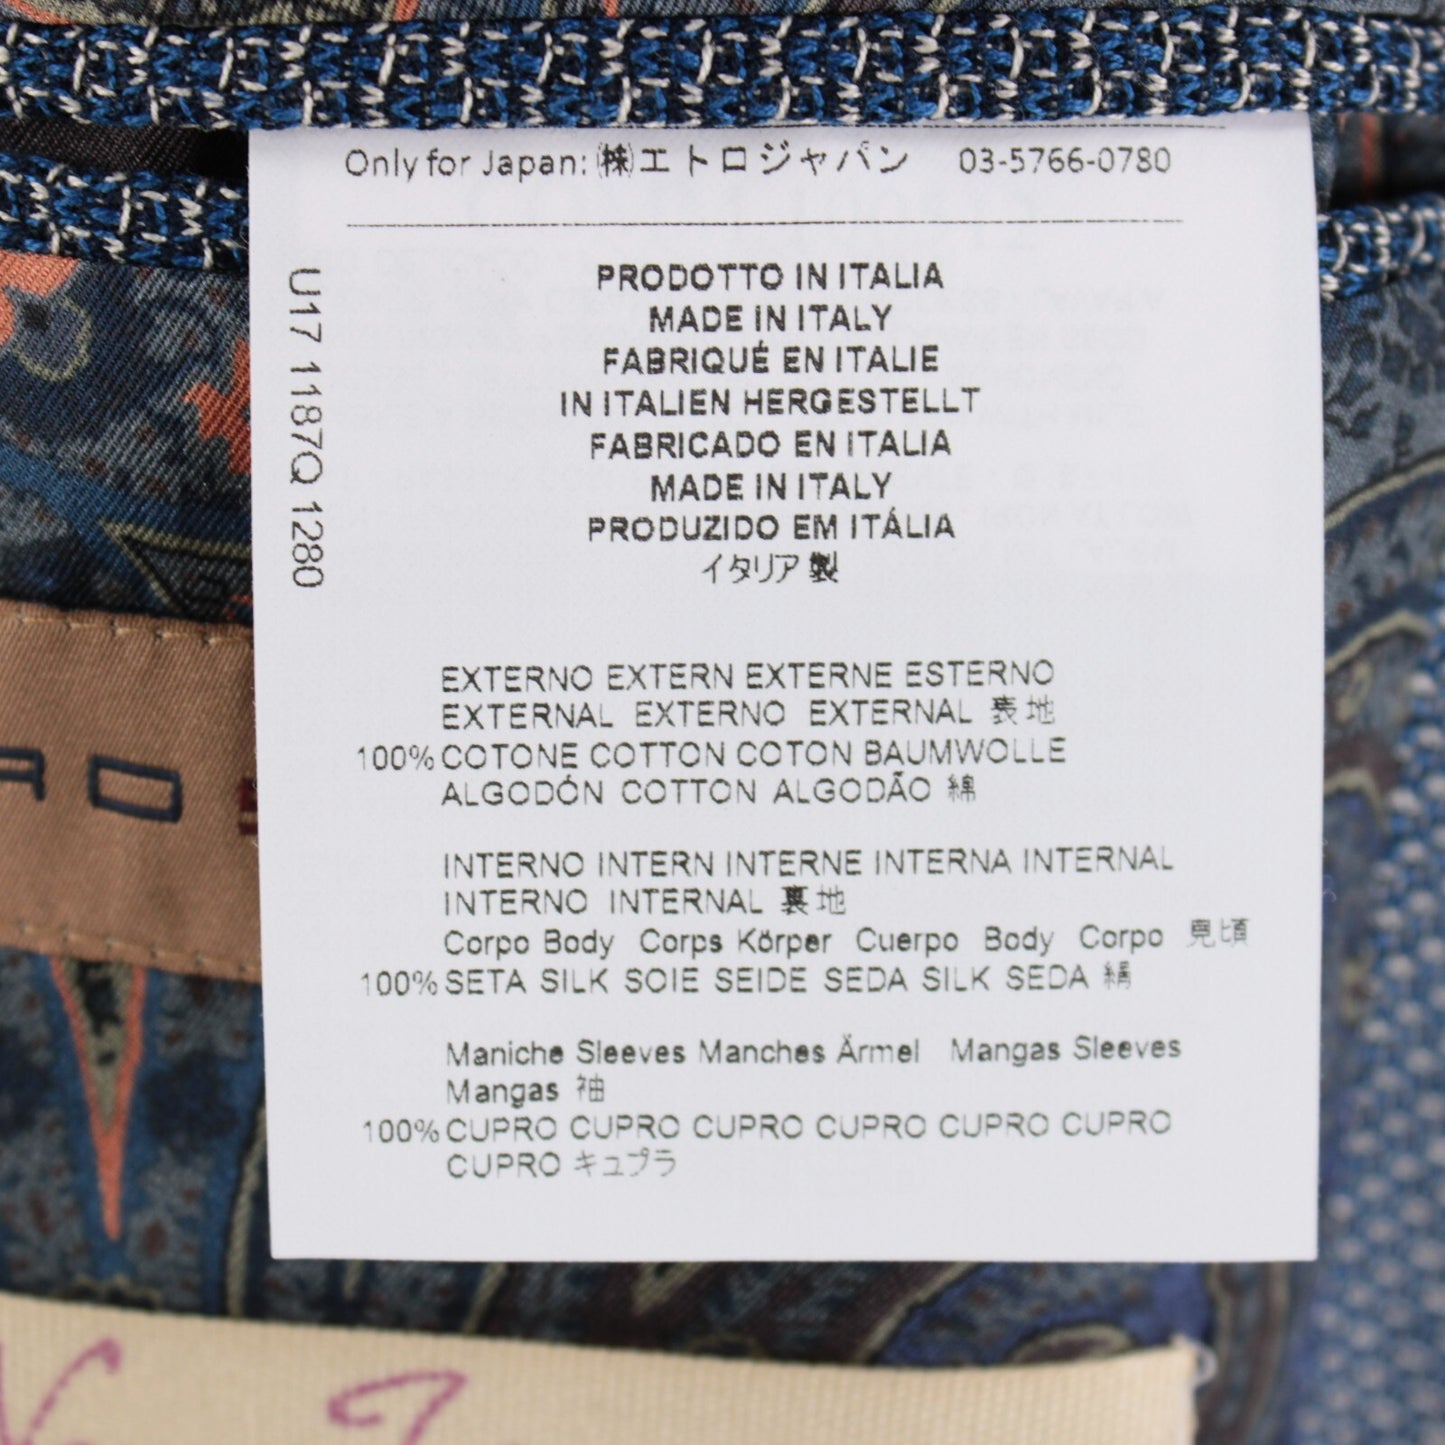 Only for Japan: ㈱エトロジャパン 03-5766-0780
U17 1187Q 1280
PRODOTTO IN ITALIA
MADE IN ITALY
FABRIQUÉ EN ITALIE
IN ITALIEN HERGESTELLT
FABRICADO EN ITALIA
MADE IN ITALY
PRODUZIDO EM ITÁLIA
イタリア製
EXTERNO EXTERN EXTERNE ESTERNO
EXTERNAL EXTERNO EXTERNAL 表地
100% COTONE COTTON COTON BAUMWOLLE
ALGODÓN COTTON ALGODÃO 綿
INTERNO INTERN INTERNE INTERNA INTERNAL
INTERNO INTERNAL 裏地
Corpo Body Corps Körper Cuerpo Body Corpo 見頃
100% SETA SILK SOIE SEIDE SEDA SILK SEDA 絹
Maniche Sleeves Manches Ärmel Mangas Sleeves
Mangas 袖
100% CUPRO CUPRO CUPRO CUPRO CUPRO CUPRO
CUPRO キュプラ
RO